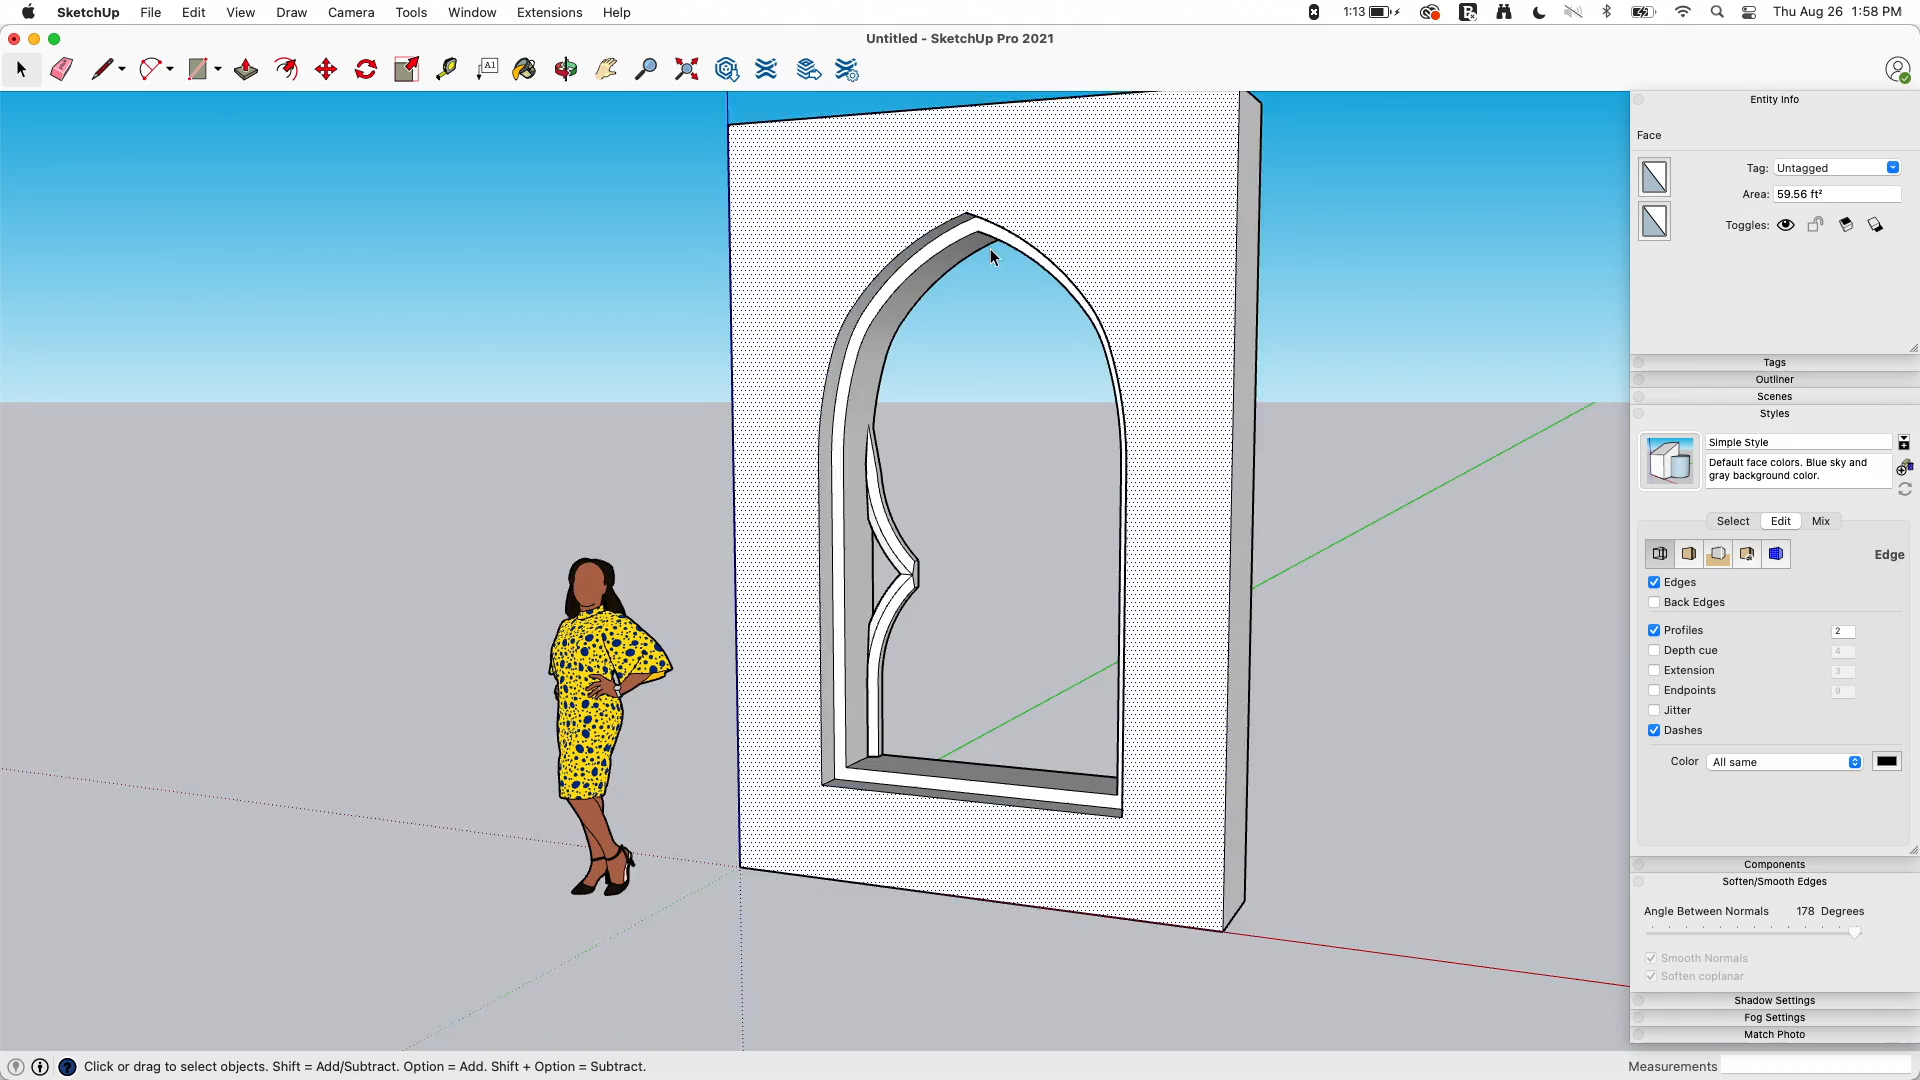 SketchUp File Edit View Draw Camera Tools Window Extensions Help 1:13 Thu Aug 26 1:58 PM
Untitled - SketchUp Pro 2021
A1
Entity Info
Face
Tag: Untagged
Area: 59.56 ft²
Toggles:
Tags
Outliner
Scenes
Styles
Simple Style
Default face colors. Blue sky and
gray background color.
Select Edit Mix
Edge
Edges
Back Edges
Profiles 2
Depth cue 4
Extension 3
Endpoints 9
Jitter
Dashes
Color All same
Components
Soften/Smooth Edges
Angle Between Normals 178 Degrees
Smooth Normals
Soften coplanar
Shadow Settings
Fog Settings
Match Photo
Click or drag to select objects. Shift = Add/Subtract. Option = Add. Shift + Option = Subtract. Measurements